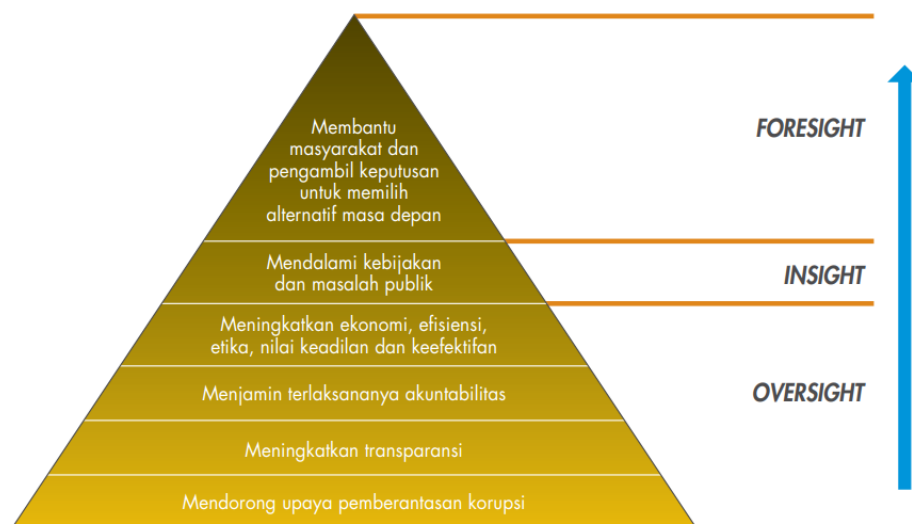 Membantu
masyarakat dan
pengambil keputusan
untuk memilih
alternatif masa depan
FORESIGHT
Mendalami kebijakan
dan masalah publik
INSIGHT
Meningkatkan ekonomi, efisiensi,
etika, nilai keadilan dan keefektifan
Menjamin terlaksananya akuntabilitas
OVERSIGHT
Meningkatkan transparansi
Mendorong upaya pemberantasan korupsi